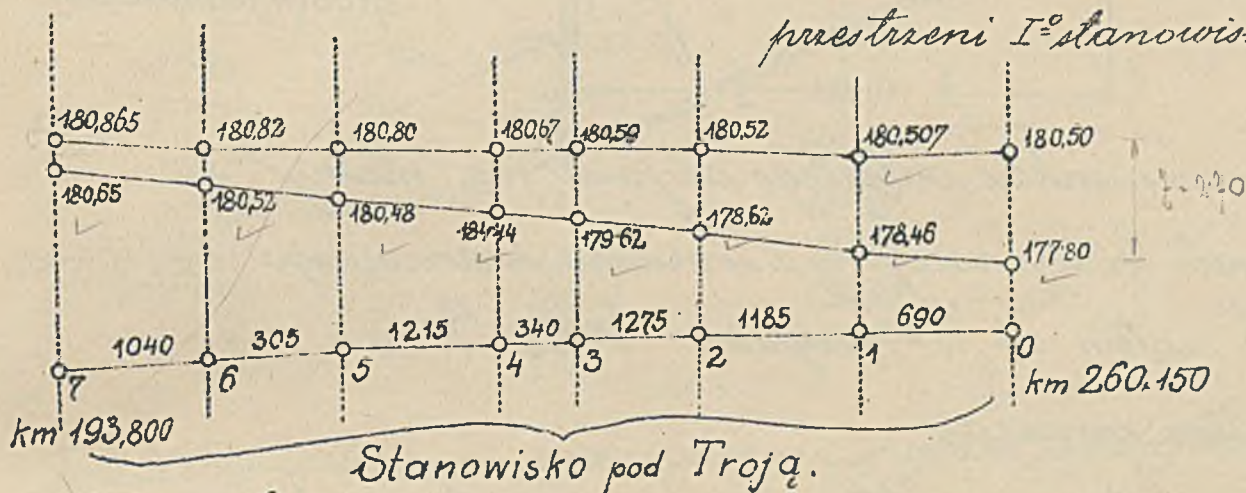 przestrzeni Iº stanowis
180,865 180,82 180,80 180,67 180,59 180,52 180,507 180,50
180,65 180,52 180,48 179,62 178,62 178,46 177,80
1040 305 1215 340 1275 1185 690
7 6 5 4 3 2 1 0
km 193,800 km 260.150
Stanowisko pod Troją.